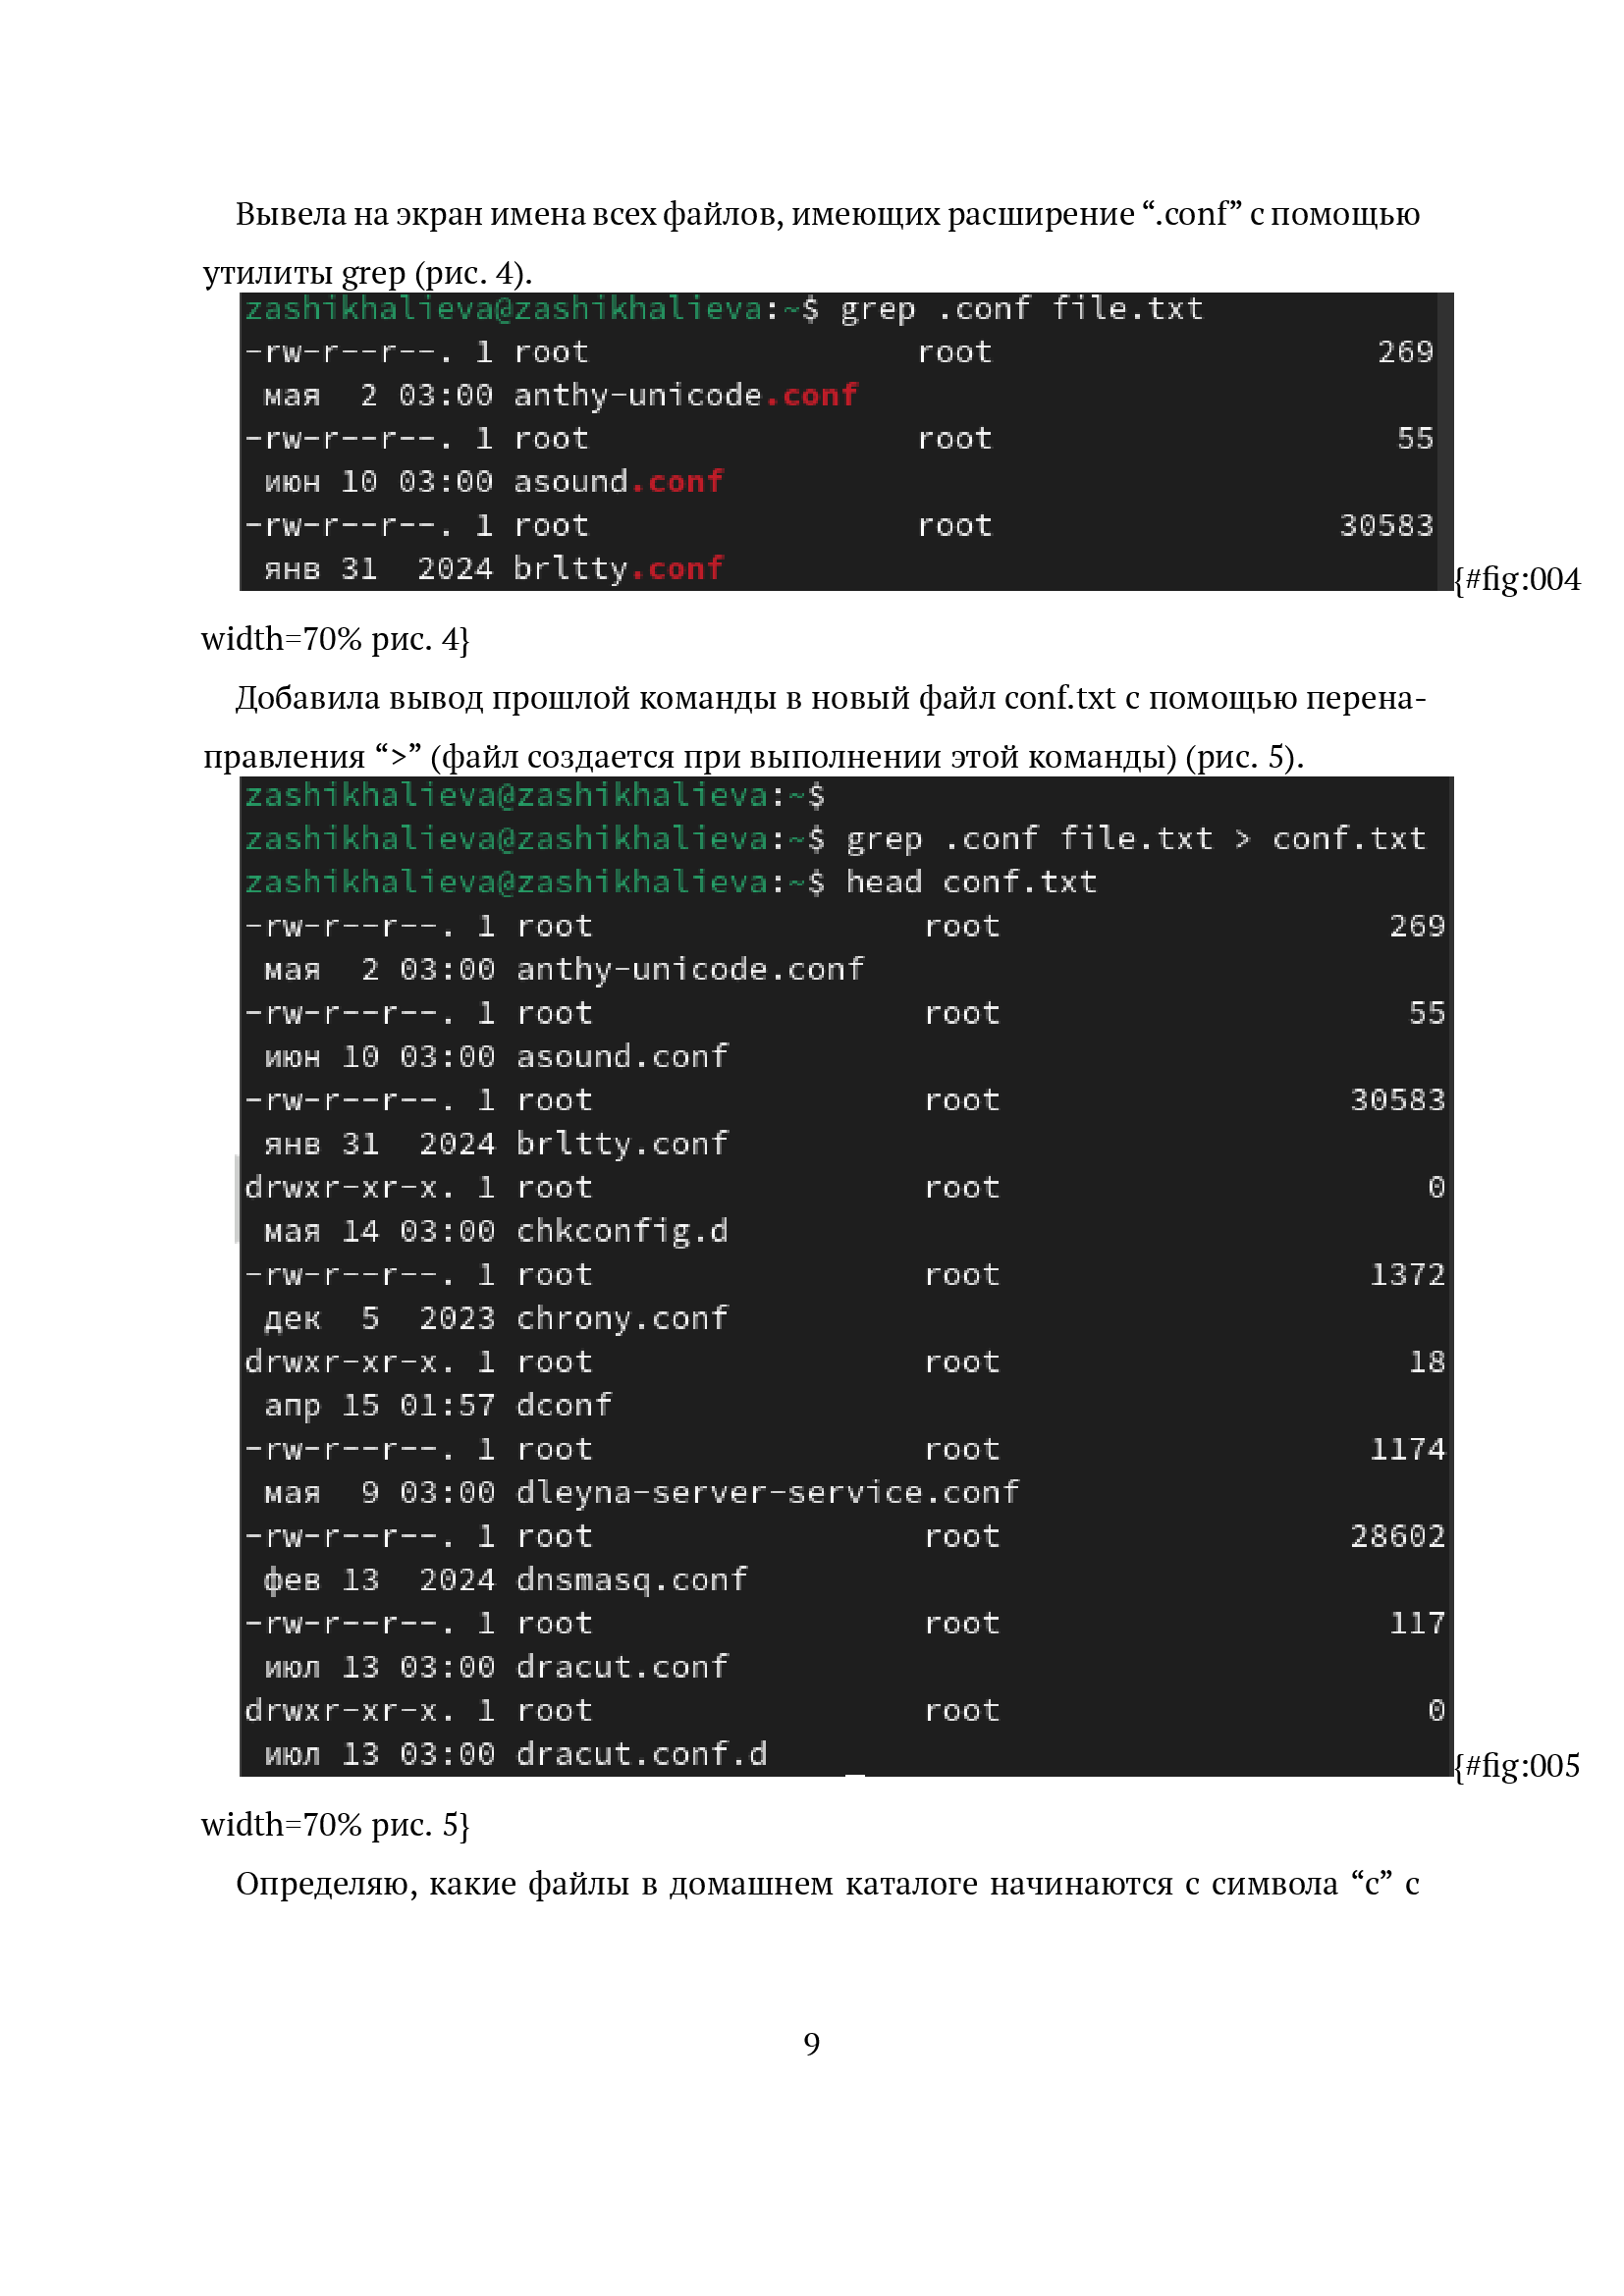 Вывела на экран имена всех файлов, имеющих расширение “.conf” с помощью
утилиты grep (рис. 4).
zashikhalieva@zashikhalieva:~$ grep .conf file.txt
-rw-r--r--. 1 root root 269
мая 2 03:00 anthy-unicode.conf
-rw-r--r--. 1 root root 55
июн 10 03:00 asound.conf
-rw-r--r--. 1 root root 30583
янв 31 2024 brltty.conf
{#fig:004
width=70% рис. 4}
Добавила вывод прошлой команды в новый файл conf.txt с помощью перена-
правления “>” (файл создается при выполнении этой команды) (рис. 5).
zashikhalieva@zashikhalieva:~$
zashikhalieva@zashikhalieva:~$ grep .conf file.txt > conf.txt
zashikhalieva@zashikhalieva:~$ head conf.txt
-rw-r--r--. 1 root root 269
мая 2 03:00 anthy-unicode.conf
-rw-r--r--. 1 root root 55
июн 10 03:00 asound.conf
-rw-r--r--. 1 root root 30583
янв 31 2024 brltty.conf
drwxr-xr-x. 1 root root 0
мая 14 03:00 chkconfig.d
-rw-r--r--. 1 root root 1372
дек 5 2023 chrony.conf
drwxr-xr-x. 1 root root 18
апр 15 01:57 dconf
-rw-r--r--. 1 root root 1174
мая 9 03:00 dleyna-server-service.conf
-rw-r--r--. 1 root root 28602
фев 13 2024 dnsmasq.conf
-rw-r--r--. 1 root root 117
июл 13 03:00 dracut.conf
drwxr-xr-x. 1 root root 0
июл 13 03:00 dracut.conf.d
{#fig:005
width=70% рис. 5}
Определяю, какие файлы в домашнем каталоге начинаются с символа “c” с
9